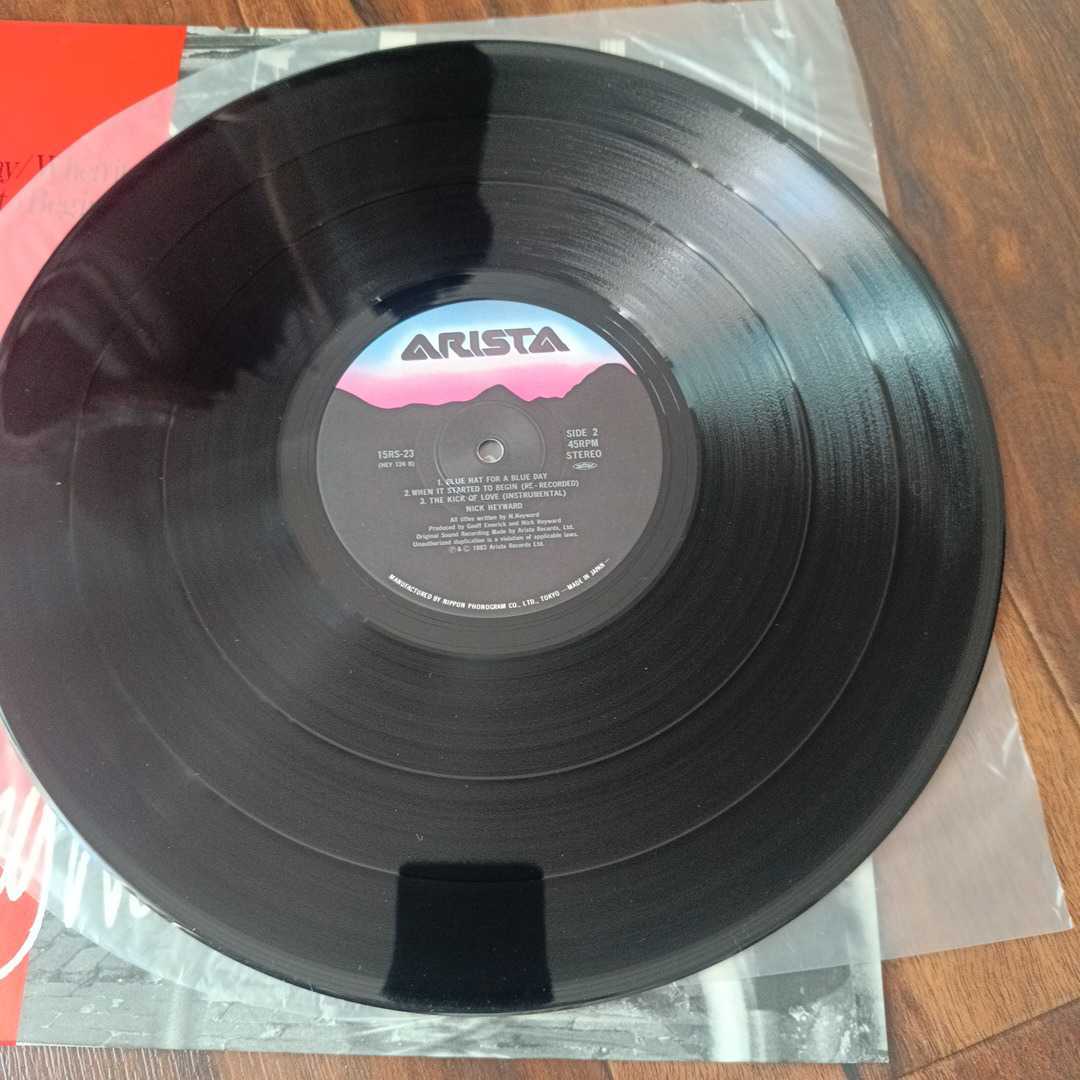 ARISTA
15RS-23
(HEY 124 B)
SIDE 2
45RPM
STEREO
1. BLUE HAT FOR A BLUE DAY
2. WHEN IT STARTED TO BEGIN (RE-RECORDED)
3. THE KICK OF LOVE (INSTRUMENTAL)
NICK HEYWARD
All titles written by N. Heyward
Produced by Geoff Emerick and Nick Heyward
Original Sound Recording Made by Arista Records, Ltd.
Unauthorized duplication is a violation of applicable laws.
Ⓟ & Ⓒ 1983 Arista Records Ltd.
MANUFACTURED BY NIPPON PHONOGRAM CO., LTD., TOKYO —MADE IN JAPAN—